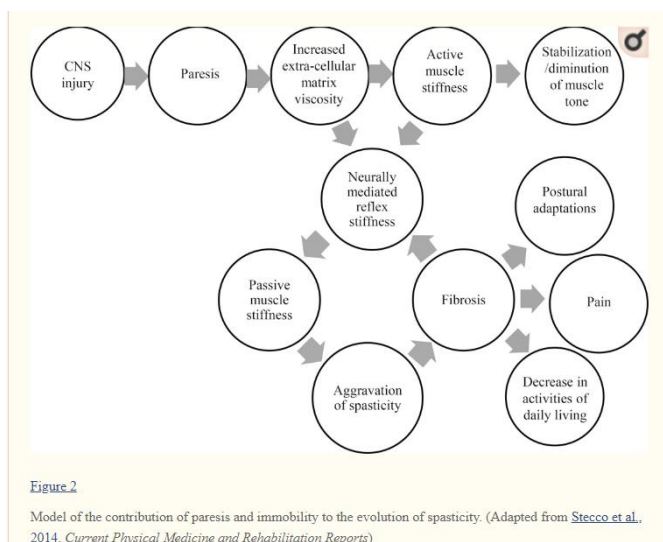 CNS
injury
Paresis
Increased
extra-cellular
matrix
viscosity
Active
muscle
stiffness
Stabilization
/diminution
of muscle
tone
Neurally
mediated
reflex
stiffness
Postural
adaptations
Passive
muscle
stiffness
Fibrosis
Pain
Aggravation
of spasticity
Decrease in
activities of
daily living
Figure 2
Model of the contribution of paresis and immobility to the evolution of spasticity. (Adapted from Stecco et al.,
2014, Current Physical Medicine and Rehabilitation Reports)